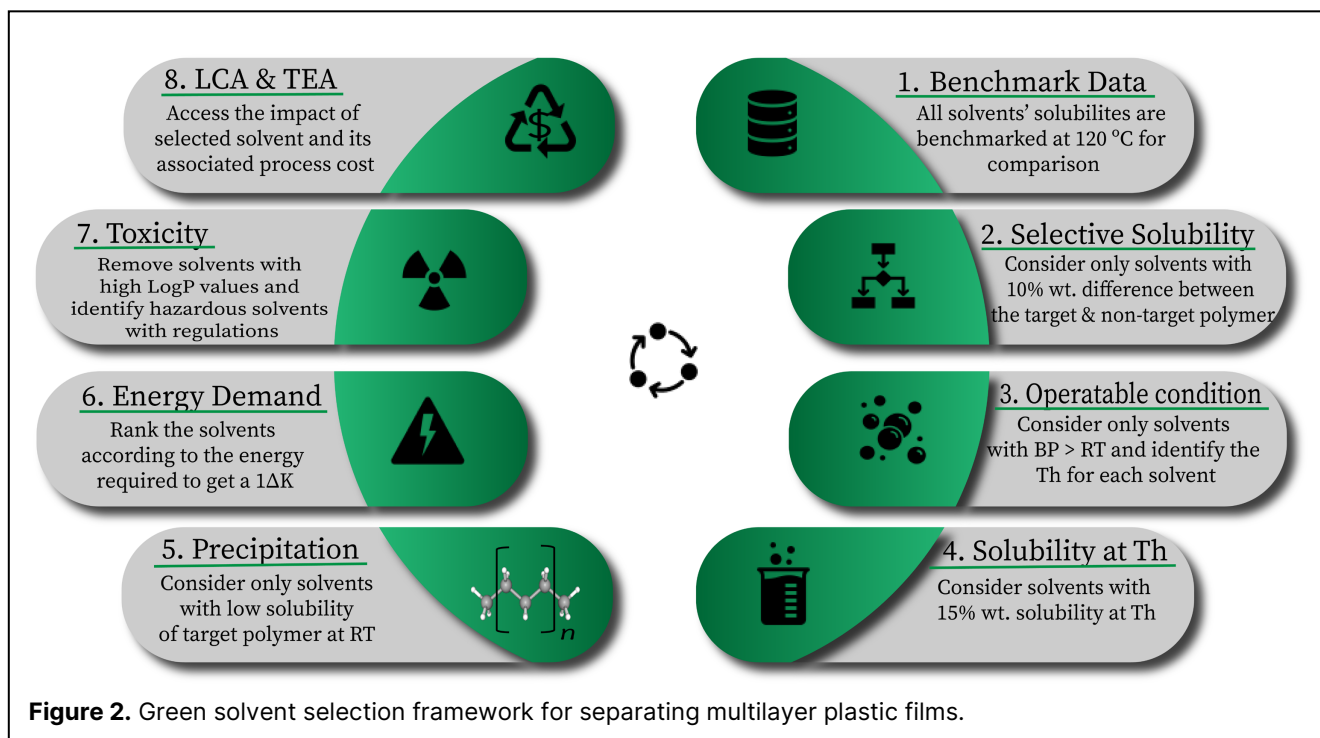 8. LCA & TEA
Access the impact of
selected solvent and its
associated process cost
1. Benchmark Data
All solvents’ solubilites are
benchmarked at 120 °C for
comparison
7. Toxicity
Remove solvents with
high LogP values and
identify hazardous solvents
with regulations
2. Selective Solubility
Consider only solvents with
10% wt. difference between
the target & non-target polymer
6. Energy Demand
Rank the solvents
according to the energy
required to get a 1ΔK
3. Operatable condition
Consider only solvents
with BP > RT and identify the
Th for each solvent
5. Precipitation
Consider only solvents
with low solubility
of target polymer at RT
n
4. Solubility at Th
Consider solvents with
15% wt. solubility at Th
$
Figure 2. Green solvent selection framework for separating multilayer plastic films.